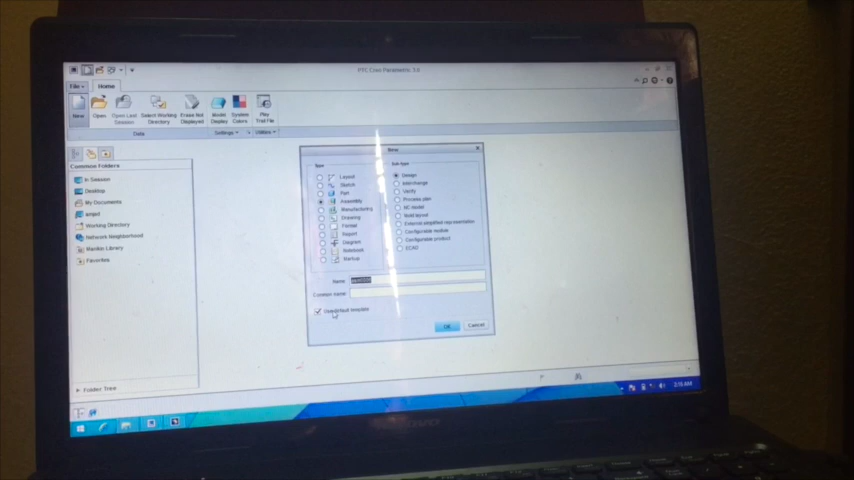 PTC Creo Parametric 3.0
File
Home
New
Open
Open Last Session
Select Working Directory
Erase Not Displayed
Model Display
System Colors
Play Trail File
Data
Settings
Utilities
Common Folders
In Session
Desktop
My Documents
Working Directory
Network Neighborhood
Manikin Library
Favorites
Folder Tree
New
Type
Sub-type
Layout
Sketch
Part
Assembly
Manufacturing
Drawing
Format
Report
Diagram
Notebook
Markup
Design
Interchange
Verify
Process plan
NC model
Mold layout
External simplified representation
Configurable module
Configurable product
ECAD
Name
Common name
Use default template
OK
Cancel
3:15 AM